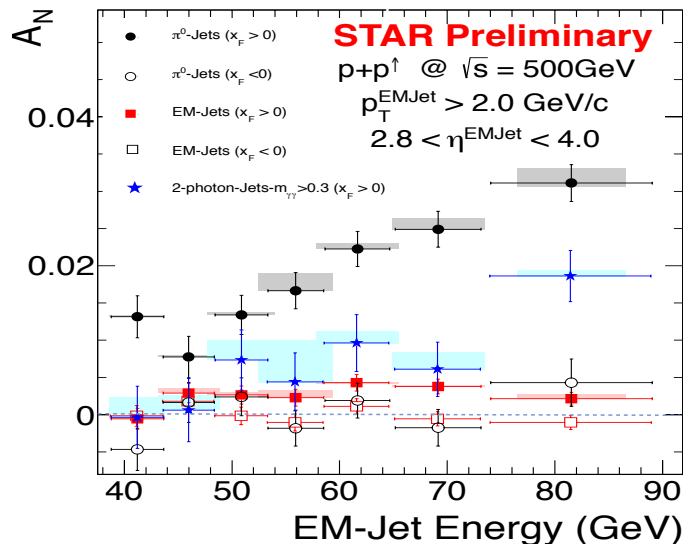 A_N
π⁰-Jets (x_F > 0)
π⁰-Jets (x_F <0)
EM-Jets (x_F > 0)
EM-Jets (x_F < 0)
2-photon-Jets-m_γγ>0.3 (x_F > 0)
STAR Preliminary
p+p↑ @ √s = 500GeV
p_T^EMJet > 2.0 GeV/c
2.8 < η^EMJet < 4.0
0.04
0.02
0
40 50 60 70 80 90
EM-Jet Energy (GeV)